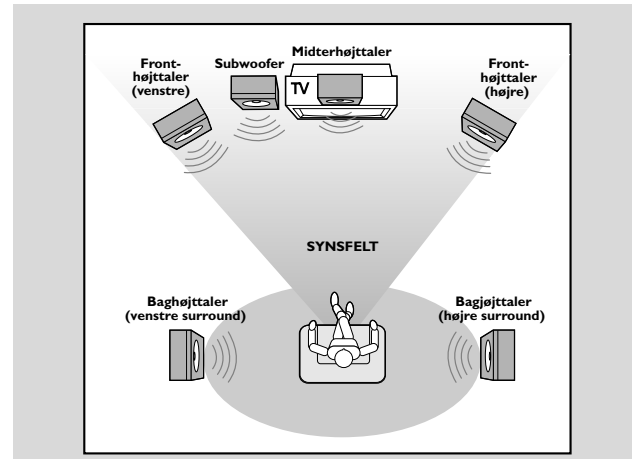 Front-
højttaler
(venstre)
Subwoofer
Midterhøjttaler
TV
Front-
højttaler
(højre)
SYNSFELT
Baghøjttaler
(venstre surround)
Bagjøjttaler
(højre surround)